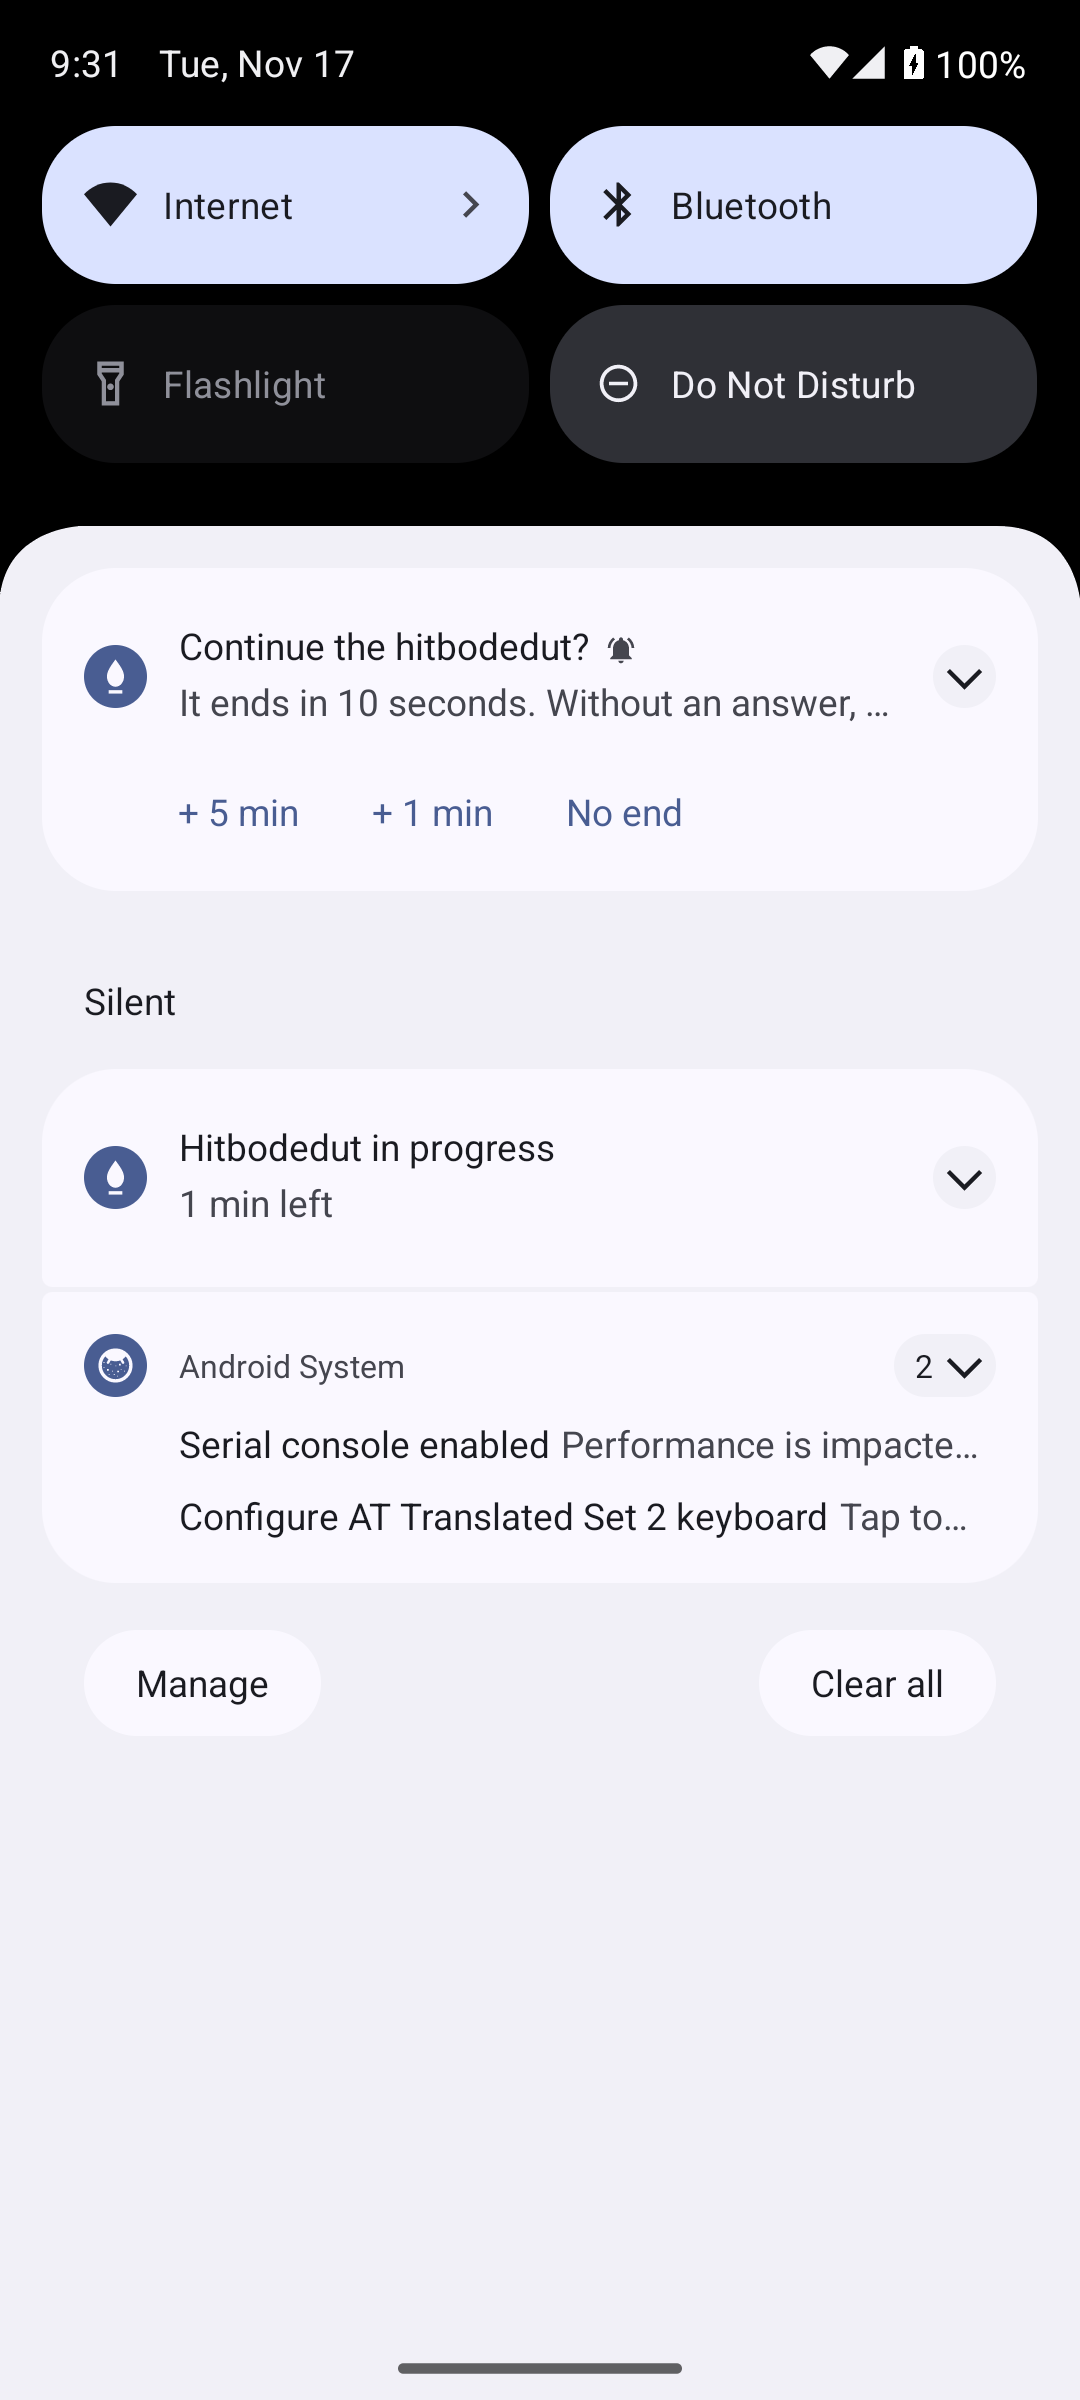 9:31 Tue, Nov 17 100%
Internet
Bluetooth
Flashlight
Do Not Disturb
Continue the hitbodedut?
It ends in 10 seconds. Without an answer, …
+ 5 min + 1 min No end
Silent
Hitbodedut in progress
1 min left
Android System 2
Serial console enabled Performance is impacte…
Configure AT Translated Set 2 keyboard Tap to…
Manage Clear all